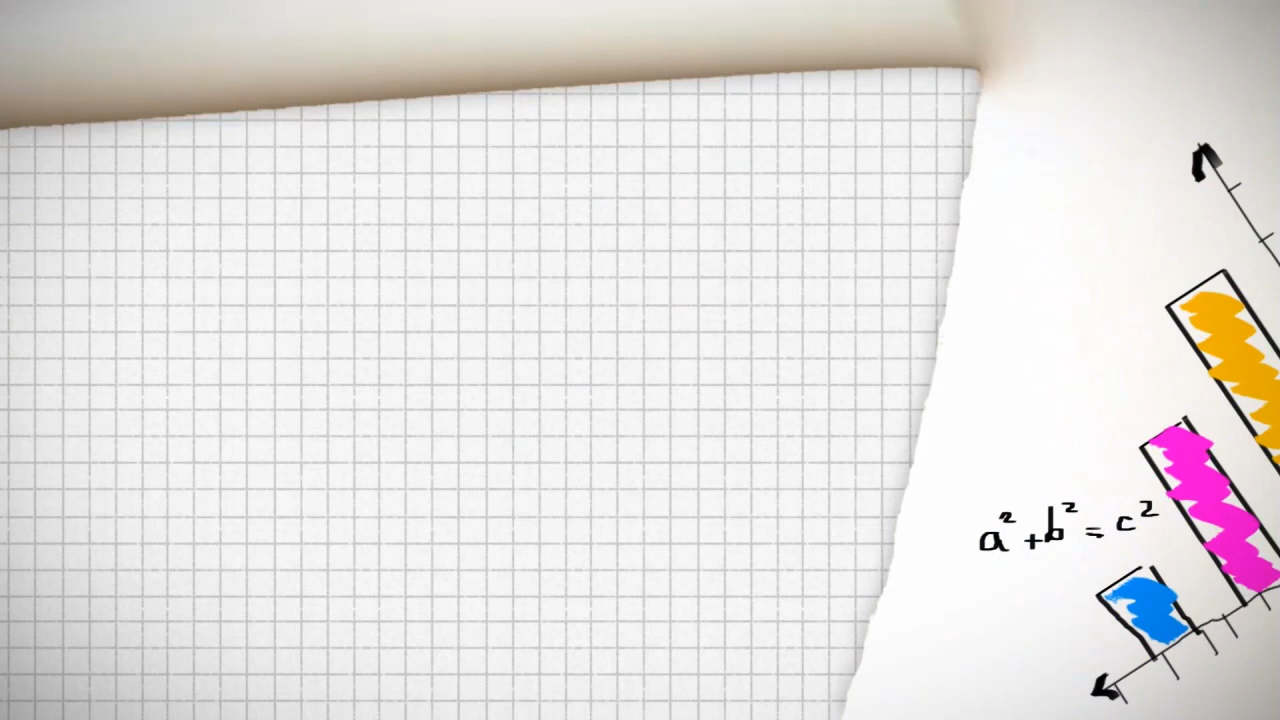 a² + b² = c²